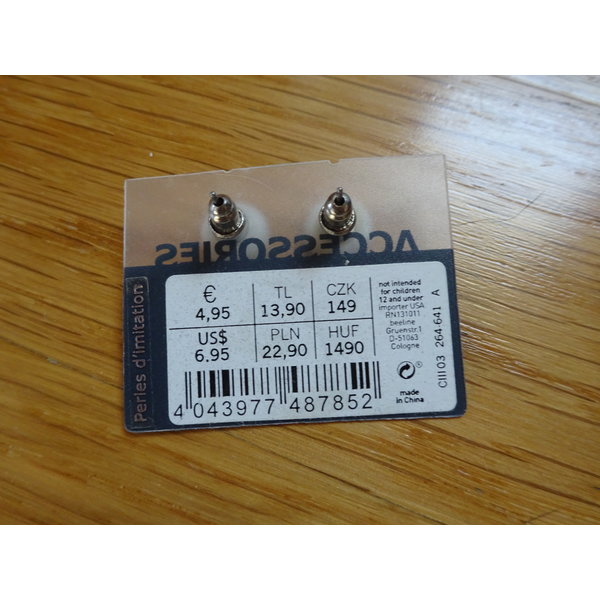 ACCESSORIES
Perles d'imitation
€ TL CZK
4,95 13,90 149
US$ PLN HUF
6.95 22,90 1490
4 043977 487852
not intended
for children
12 and under
importer USA
RN131011
beeline
Gruenstr.1
D-51063
Cologne
made
in China
CIII03 264-641 A